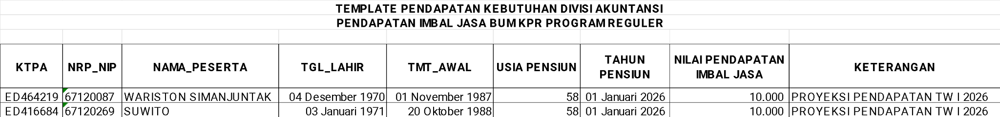 TEMPLATE PENDAPATAN KEBUTUHAN DIVISI AKUNTANSI
PENDAPATAN IMBAL JASA BUM KPR PROGRAM REGULER
KTPA NRP_NIP NAMA_PESERTA TGL_LAHIR TMT_AWAL USIA PENSIUN TAHUN PENSIUN NILAI PENDAPATAN IMBAL JASA KETERANGAN
ED464219 67120087 WARISTON SIMANJUNTAK 04 Desember 1970 01 November 1987 58 01 Januari 2026 10.000 PROYEKSI PENDAPATAN TW I 2026
ED416684 67120269 SUWITO 03 Januari 1971 20 Oktober 1988 58 01 Januari 2026 10.000 PROYEKSI PENDAPATAN TW I 2026